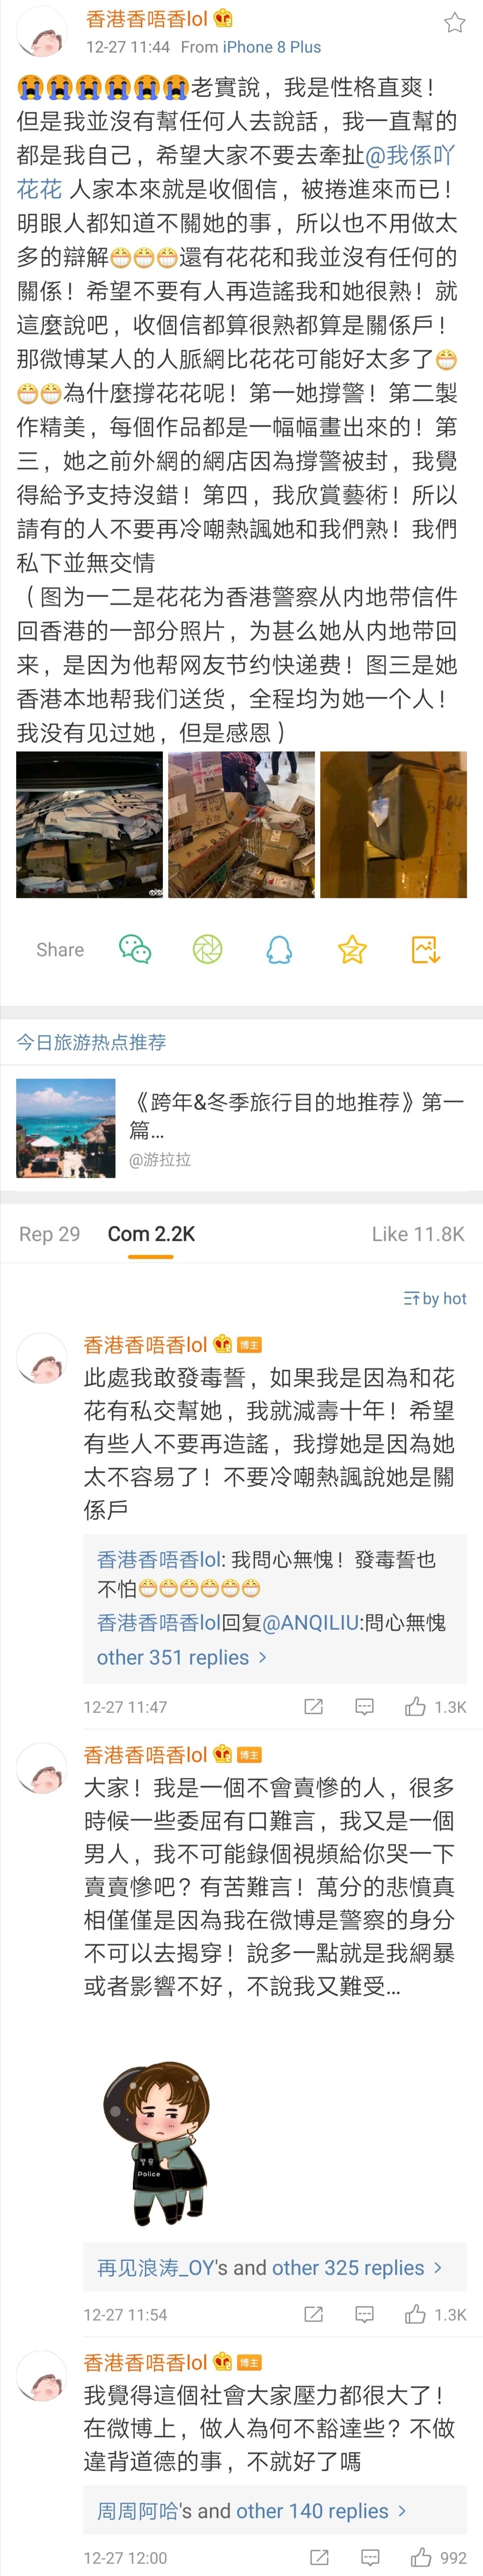 香港香唔香lol
12-27 11:44 From iPhone 8 Plus
😭😭😭😭😭😭老實說，我是性格直爽！
但是我並沒有幫任何人去說話，我一直幫的
都是我自己，希望大家不要去牽扯@我係吖
花花 人家本來就是收個信，被捲進來而已！
明眼人都知道不關她的事，所以也不用做太
多的辯解😁😁😁還有花花和我並沒有任何的
關係！希望不要有人再造謠我和她很熟！就
這麼說吧，收個信都算很熟都算是關係戶！
那微博某人的人脈網比花花可能好太多了😁
😁😁為什麼撐花花呢！第一她撐警！第二製
作精美，每個作品都是一幅幅畫出來的！第
三，她之前外網的網店因為撐警被封，我覺
得給予支持沒錯！第四，我欣賞藝術！所以
請有的人不要再冷嘲熱諷她和我們熟！我們
私下並無交情
（图为一二是花花为香港警察从内地带信件
回香港的一部分照片，为甚么她从内地带回
来，是因为他帮网友节约快递费！图三是她
香港本地帮我们送货，全程均为她一个人！
我没有见过她，但是感恩）
Share
今日旅游热点推荐
《跨年&冬季旅行目的地推荐》第一
篇...
@游拉拉
Rep 29 Com 2.2K Like 11.8K
by hot
香港香唔香lol 博主
此處我敢發毒誓，如果我是因為和花
花有私交幫她，我就減壽十年！希望
有些人不要再造謠，我撐她是因為她
太不容易了！不要冷嘲熱諷說她是關
係戶
香港香唔香lol: 我問心無愧！發毒誓也
不怕😁😁😁😁😁😁
香港香唔香lol回复@ANQILIU:問心無愧
other 351 replies >
12-27 11:47 1.3K
香港香唔香lol 博主
大家！我是一個不會賣慘的人，很多
時候一些委屈有口難言，我又是一個
男人，我不可能錄個視頻給你哭一下
賣賣慘吧？有苦難言！萬分的悲憤真
相僅僅是因為我在微博是警察的身分
不可以去揭穿！說多一點就是我網暴
或者影響不好，不說我又難受...
Police
再见浪涛_OY's and other 325 replies >
12-27 11:54 1.3K
香港香唔香lol 博主
我覺得這個社會大家壓力都很大了！
在微博上，做人為何不豁達些？不做
違背道德的事，不就好了嗎
周周阿哈's and other 140 replies >
12-27 12:00 992